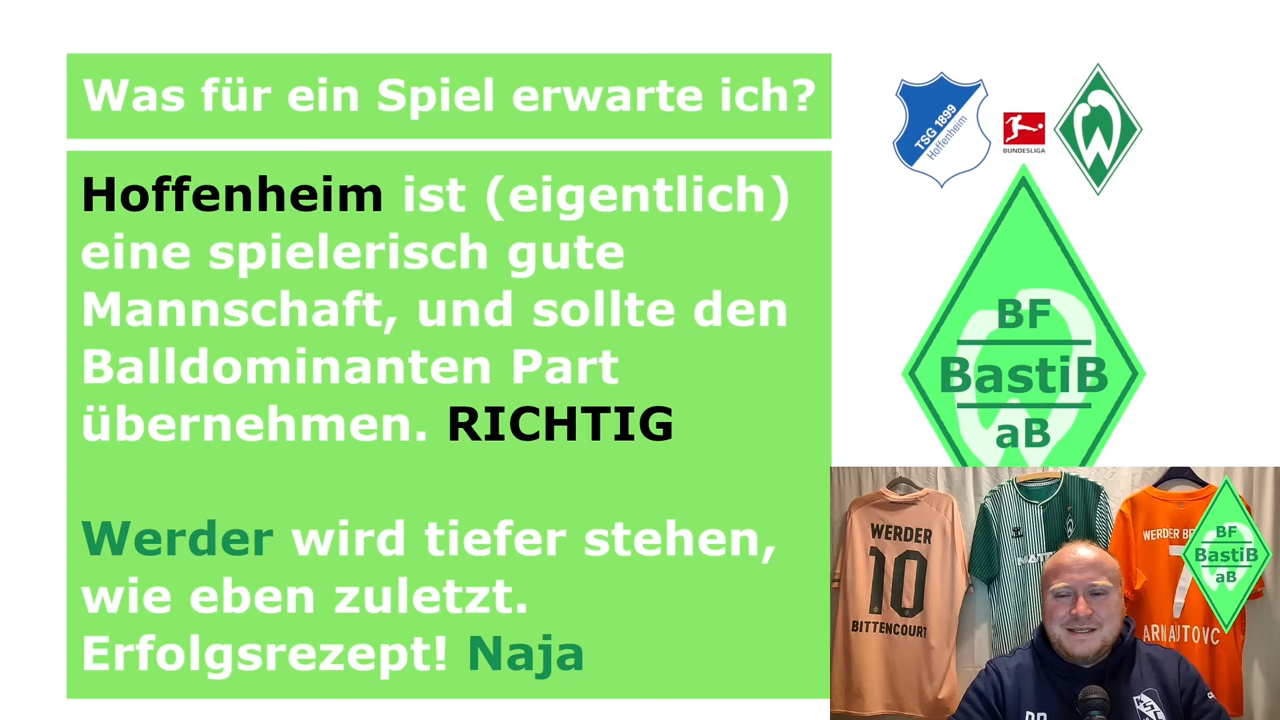 Was für ein Spiel erwarte ich?
Hoffenheim ist (eigentlich)
eine spielerisch gute
Mannschaft, und sollte den
Balldominanten Part
übernehmen. RICHTIG
Werder wird tiefer stehen,
wie eben zuletzt.
Erfolgsrezept! Naja
TSG 1899
Hoffenheim
BUNDESLIGA
BF
BastiB
aB
WERDER
10
BITTENCOURT
WERDER BR
7
ARNAUTOVC
BF
BastiB
aB